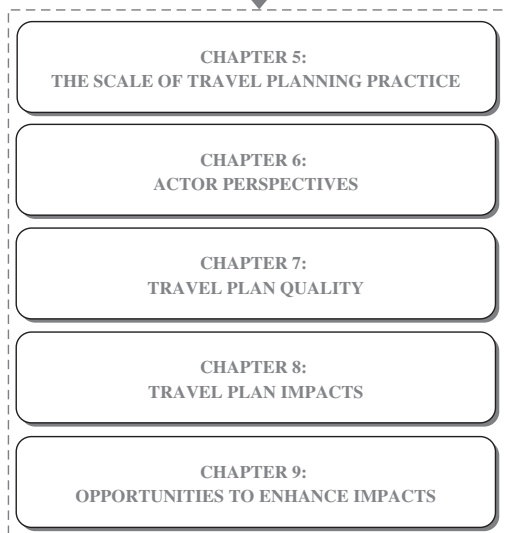 CHAPTER 5:
THE SCALE OF TRAVEL PLANNING PRACTICE
CHAPTER 6:
ACTOR PERSPECTIVES
CHAPTER 7:
TRAVEL PLAN QUALITY
CHAPTER 8:
TRAVEL PLAN IMPACTS
CHAPTER 9:
OPPORTUNITIES TO ENHANCE IMPACTS